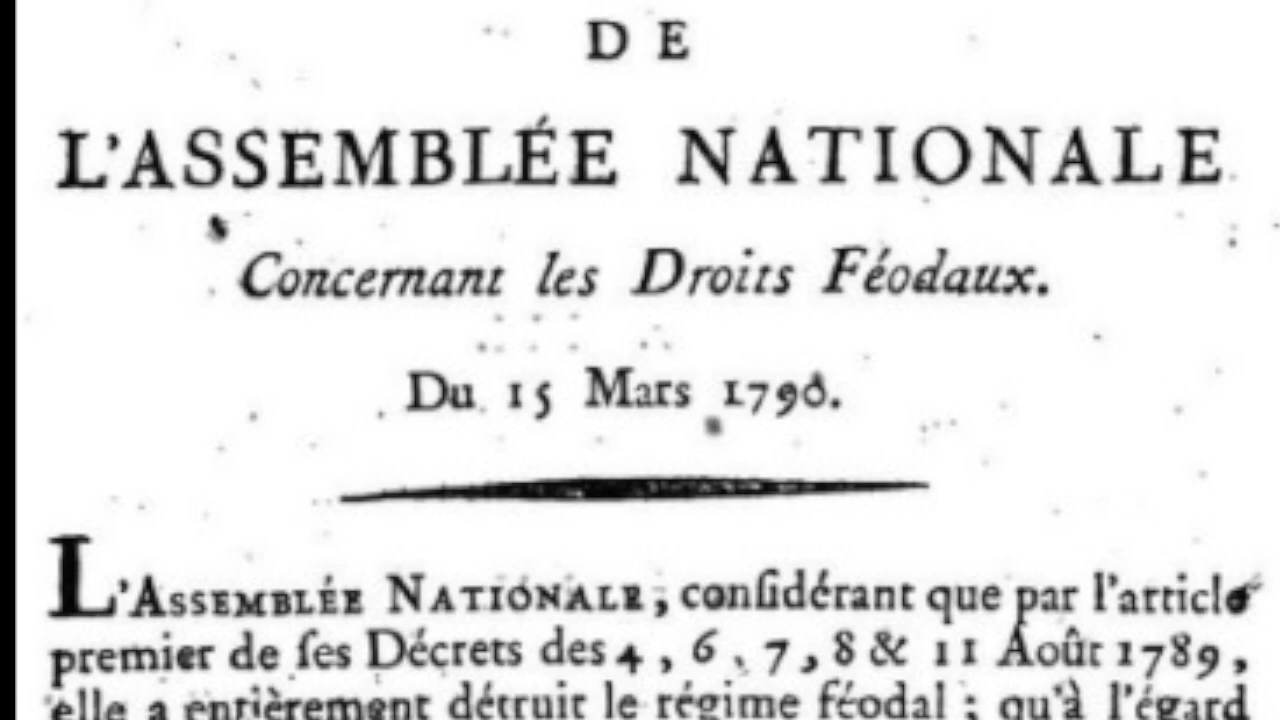 DE
L'ASSEMBLÉE NATIONALE
Concernant les Droits Féodaux.
Du 15 Mars 1790.
L'ASSEMBLÉE NATIONALE, conſidérant que par l'article
premier de ſes Décrets des 4, 6, 7, 8 & 11 Août 1789,
elle a entièrement détruit le régime féodal ; qu'à l'égard